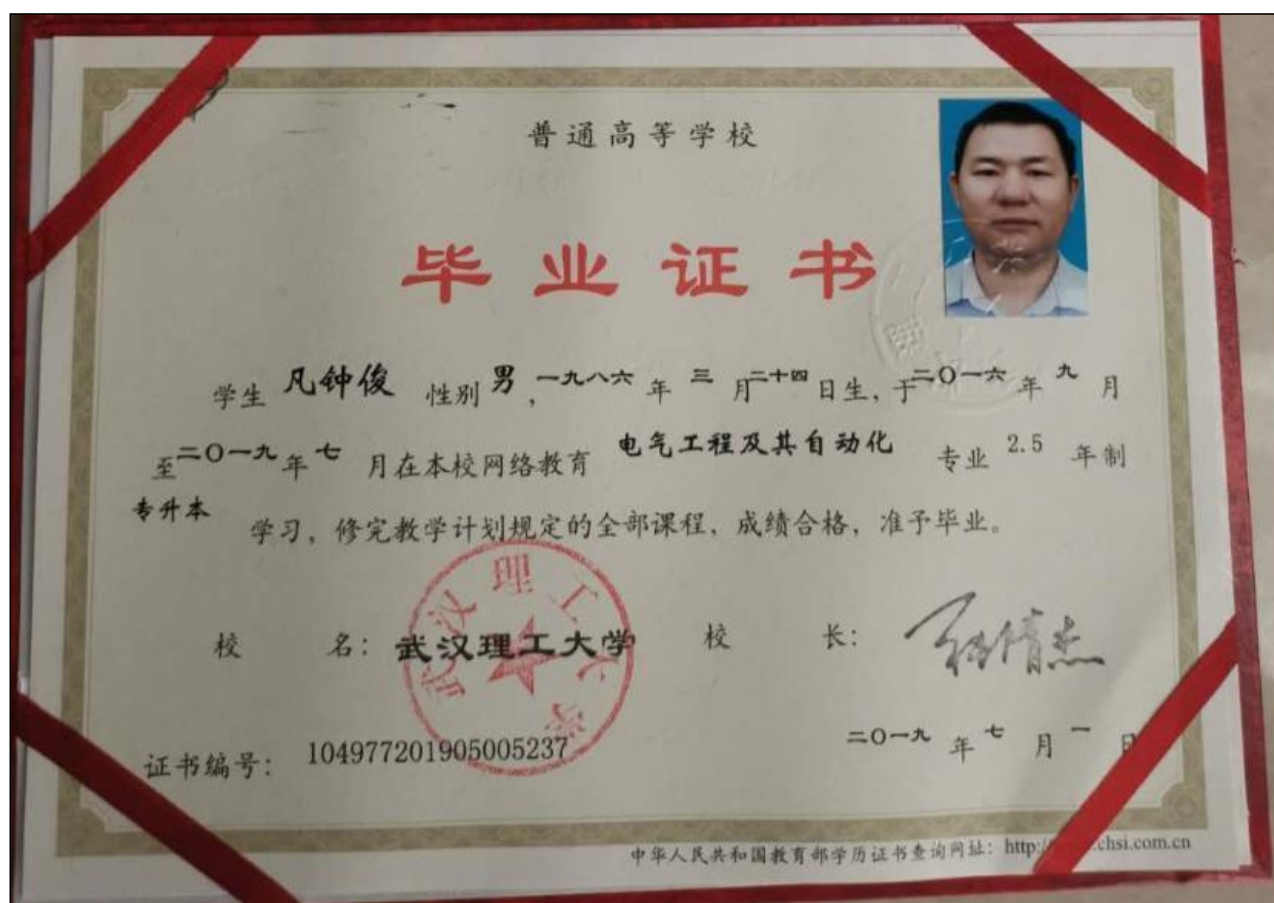 普通高等学校
毕业证书
学生 凡钟俊 性别 男，一九八六 年 三 月二十四日生，于二〇一六 年 九 月
至二〇一九年 七 月在本校网络教育 电气工程及其自动化 专业 2.5 年制
专升本 学习，修完教学计划规定的全部课程，成绩合格，准予毕业。
校 名：武汉理工大学 校 长：
武汉理工大学
证书编号：104977201905005237 二〇一九 年 七 月 一 日
中华人民共和国教育部学历证书查询网址：http:// chsi.com.cn